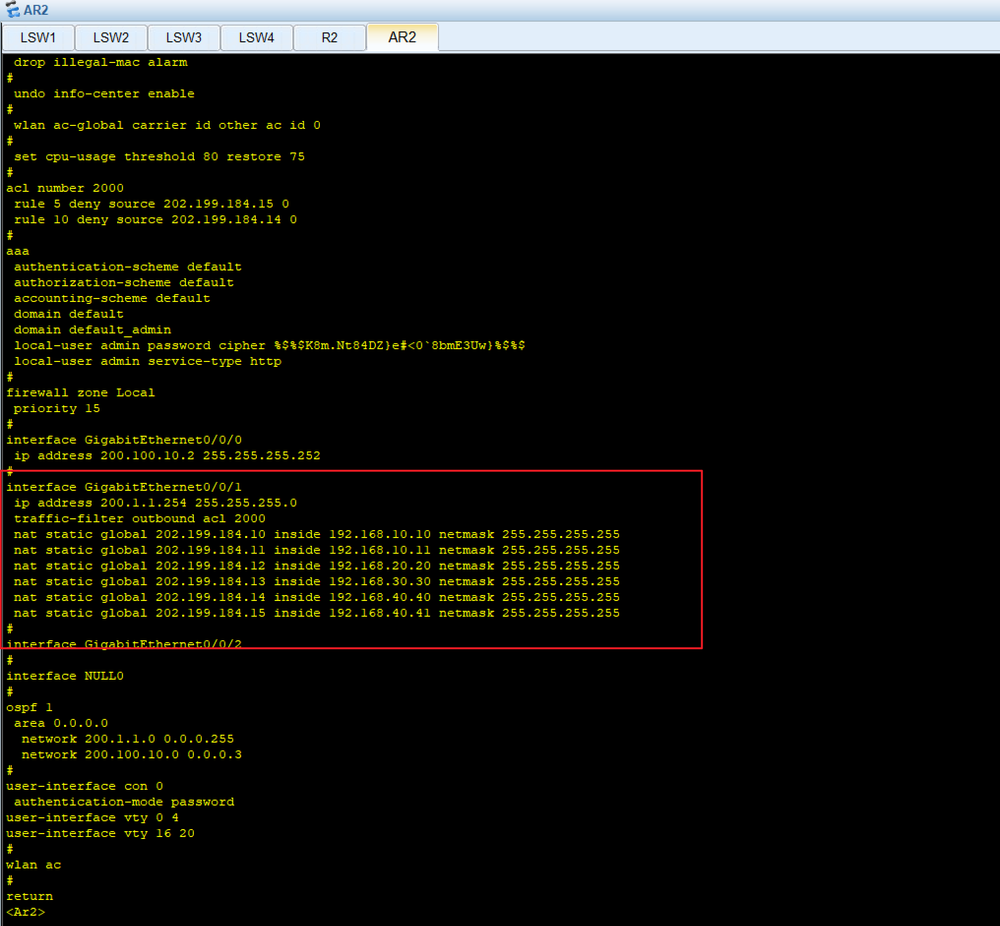 AR2
LSW1 LSW2 LSW3 LSW4 R2 AR2
 drop illegal-mac alarm
#
 undo info-center enable
#
 wlan ac-global carrier id other ac id 0
#
 set cpu-usage threshold 80 restore 75
#
acl number 2000
 rule 5 deny source 202.199.184.15 0
 rule 10 deny source 202.199.184.14 0
#
aaa
 authentication-scheme default
 authorization-scheme default
 accounting-scheme default
 domain default
 domain default_admin
 local-user admin password cipher %$%$K8m.Nt84DZ}e#<0`8bmE3Uw}%$%$
 local-user admin service-type http
#
firewall zone Local
 priority 15
#
interface GigabitEthernet0/0/0
 ip address 200.100.10.2 255.255.255.252
#
interface GigabitEthernet0/0/1
 ip address 200.1.1.254 255.255.255.0
 traffic-filter outbound acl 2000
 nat static global 202.199.184.10 inside 192.168.10.10 netmask 255.255.255.255
 nat static global 202.199.184.11 inside 192.168.10.11 netmask 255.255.255.255
 nat static global 202.199.184.12 inside 192.168.20.20 netmask 255.255.255.255
 nat static global 202.199.184.13 inside 192.168.30.30 netmask 255.255.255.255
 nat static global 202.199.184.14 inside 192.168.40.40 netmask 255.255.255.255
 nat static global 202.199.184.15 inside 192.168.40.41 netmask 255.255.255.255
#
interface GigabitEthernet0/0/2
#
interface NULL0
#
ospf 1
 area 0.0.0.0
  network 200.1.1.0 0.0.0.255
  network 200.100.10.0 0.0.0.3
#
user-interface con 0
 authentication-mode password
user-interface vty 0 4
user-interface vty 16 20
#
wlan ac
#
return
<Ar2>